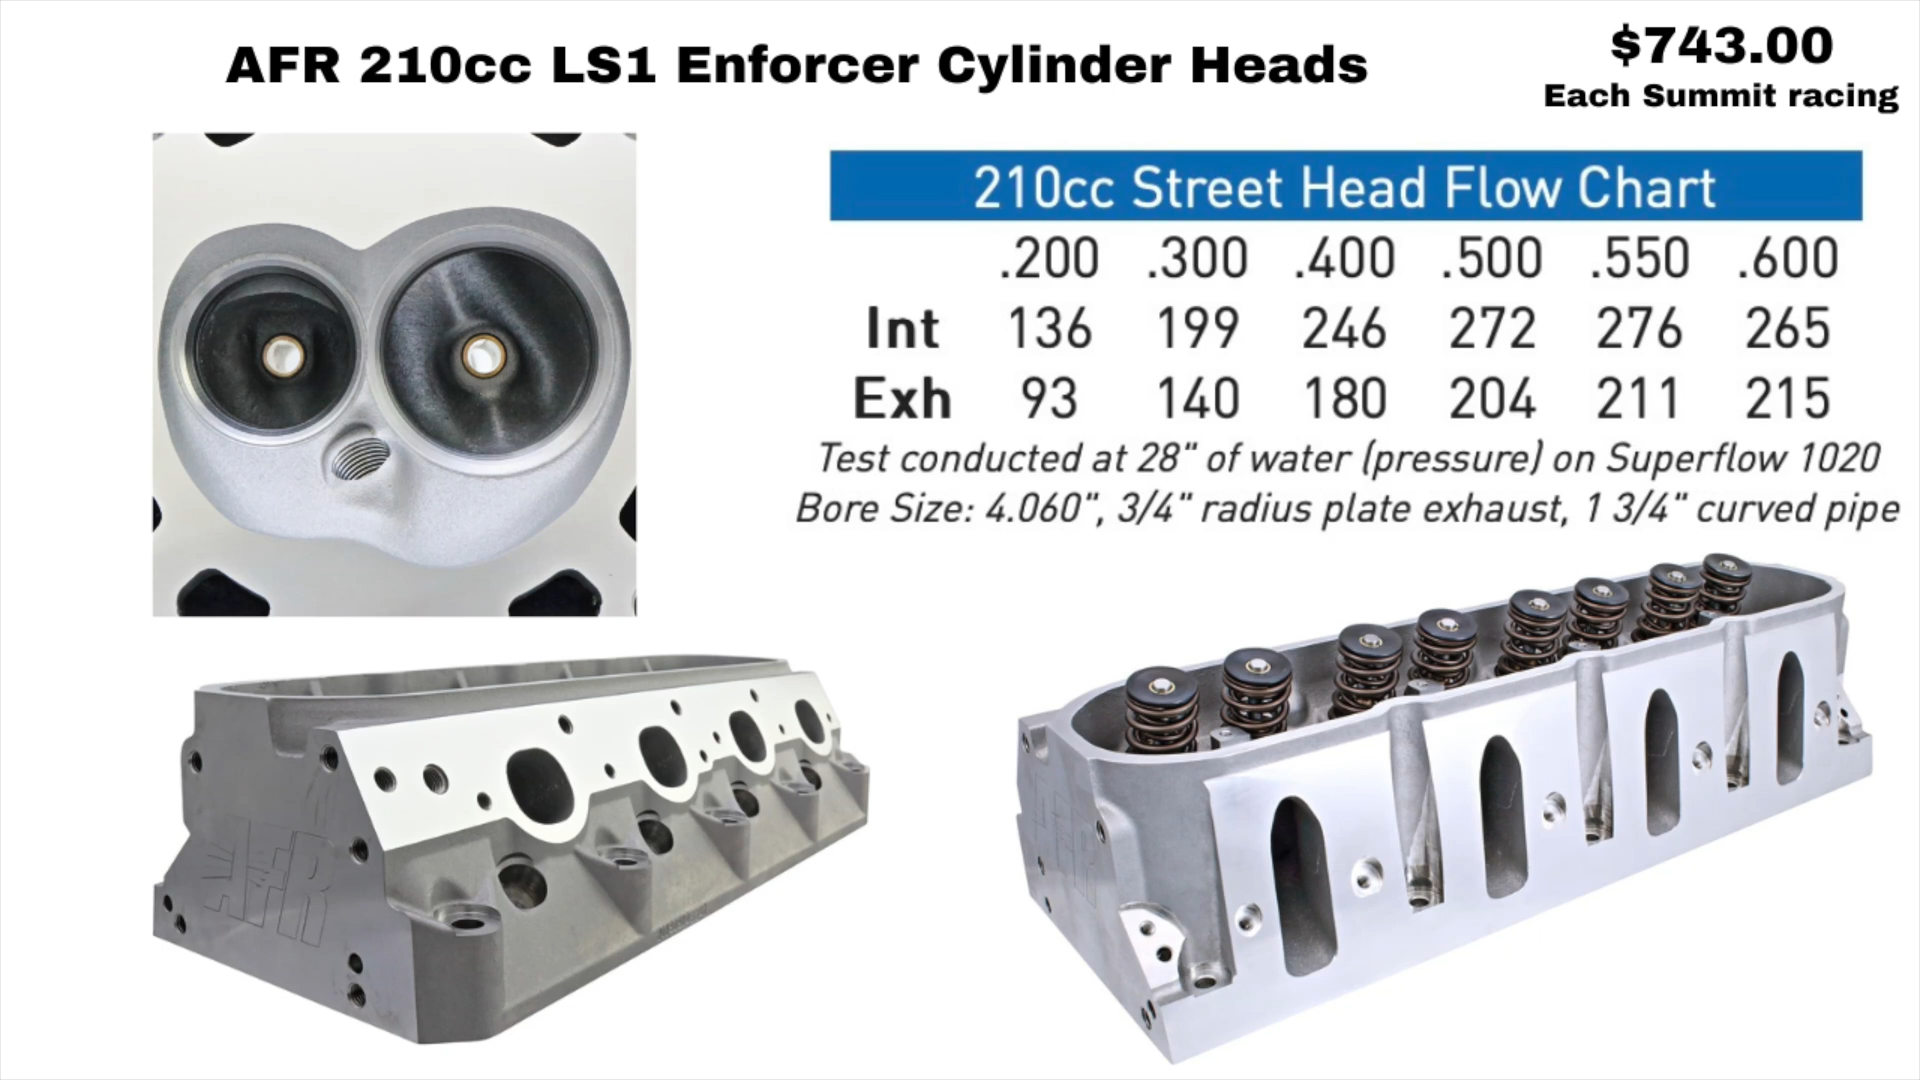 AFR 210cc LS1 Enforcer Cylinder Heads
$743.00
Each Summit racing
210cc Street Head Flow Chart
.200 .300 .400 .500 .550 .600
Int 136 199 246 272 276 265
Exh 93 140 180 204 211 215
Test conducted at 28" of water (pressure) on Superflow 1020
Bore Size: 4.060", 3/4" radius plate exhaust, 1 3/4" curved pipe
AFR